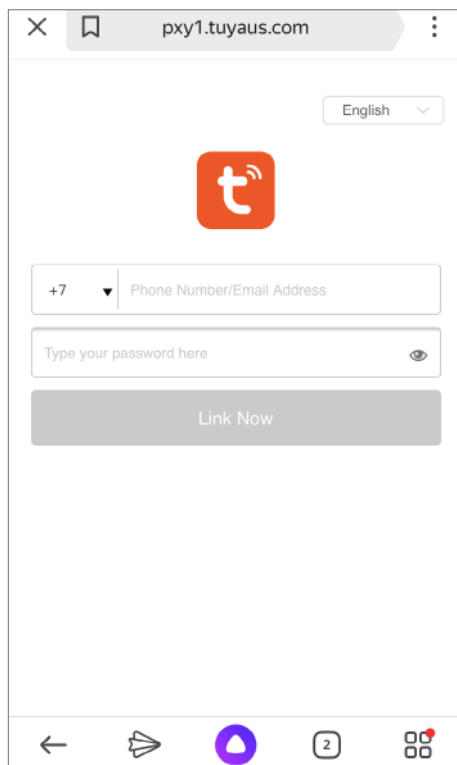 pxy1.tuyaus.com
English
t
+7 Phone Number/Email Address
Type your password here
Link Now
2